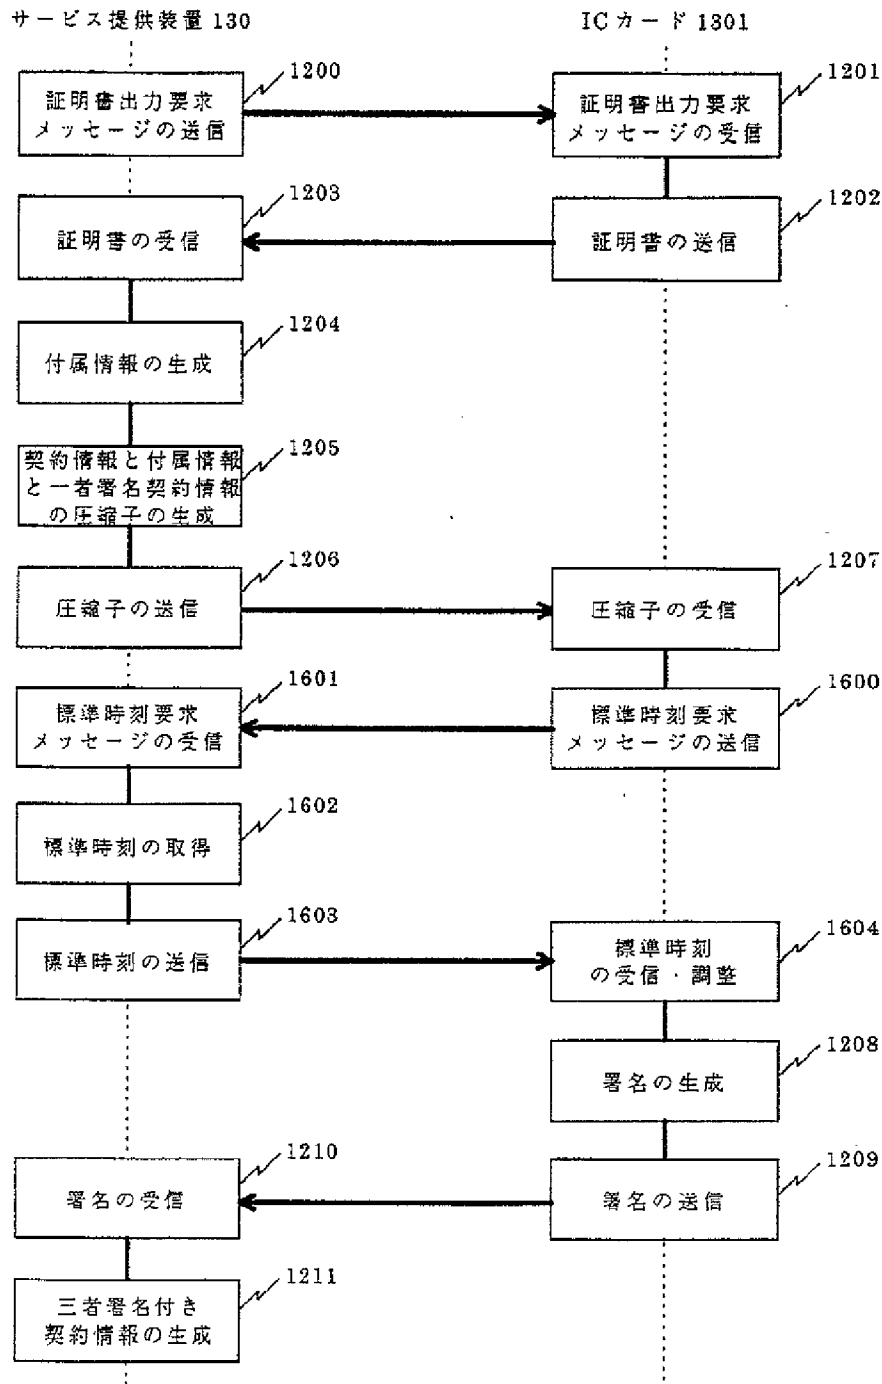 サービス提供装置 130
ICカード 1301
1200
証明書出力要求
メッセージの送信
1201
証明書出力要求
メッセージの受信
1203
証明書の受信
1202
証明書の送信
1204
付属情報の生成
1205
契約情報と付属情報
と一者署名契約情報
の圧縮子の生成
1206
圧縮子の送信
1207
圧縮子の受信
1601
標準時刻要求
メッセージの受信
1600
標準時刻要求
メッセージの送信
1602
標準時刻の取得
1603
標準時刻の送信
1604
標準時刻
の受信・調整
1208
署名の生成
1210
署名の受信
1209
署名の送信
1211
三者署名付き
契約情報の生成